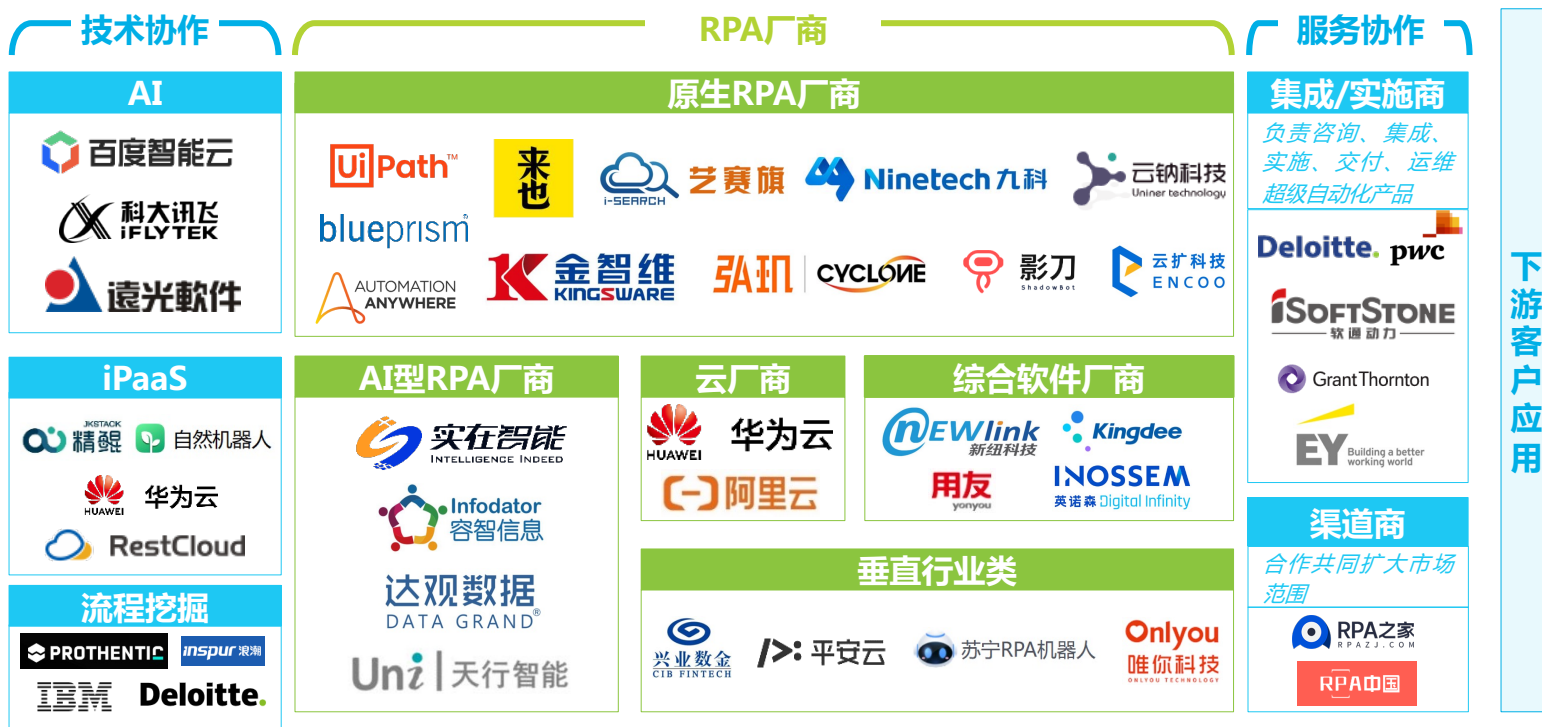 技术协作
RPA厂商
服务协作
AI
百度智能云
科大讯飞
iFLYTEK
遠光軟件
原生RPA厂商
UiPath™
来也
i-SEARCH
艺赛旗
Ninetech九科
云钠科技
Uniner technology
blueprism®
AUTOMATION
ANYWHERE
金智维
KINGSWARE
弘玑
CYCLONE
影刀
ShadowBot
云扩科技
ENCOO
集成/实施商
负责咨询、集成、
实施、交付、运维
超级自动化产品
Deloitte.
pwc
iSOFTSTONE
软通动力
GrantThornton
EY
Building a better
working world
iPaaS
JKSTACK
精鲲
自然机器人
HUAWEI
华为云
RestCloud
AI型RPA厂商
实在智能
INTELLIGENCE INDEED
Infodator
容智信息
达观数据
DATA GRAND®
Uni
天行智能
云厂商
HUAWEI
华为云
阿里云
综合软件厂商
NEWlink
新纽科技
Kingdee
用友
yonyou
INOSSEM
英诺森 Digital Infinity
垂直行业类
兴业数金
CIB FINTECH
平安云
苏宁RPA机器人
Onlyou
唯你科技
ONLYOU TECHNOLOGY
流程挖掘
PROTHENTIC
inspur 浪潮
IBM
Deloitte.
渠道商
合作共同扩大市场
范围
RPA之家
RPAZJ.COM
RPA中国
下游客户应用